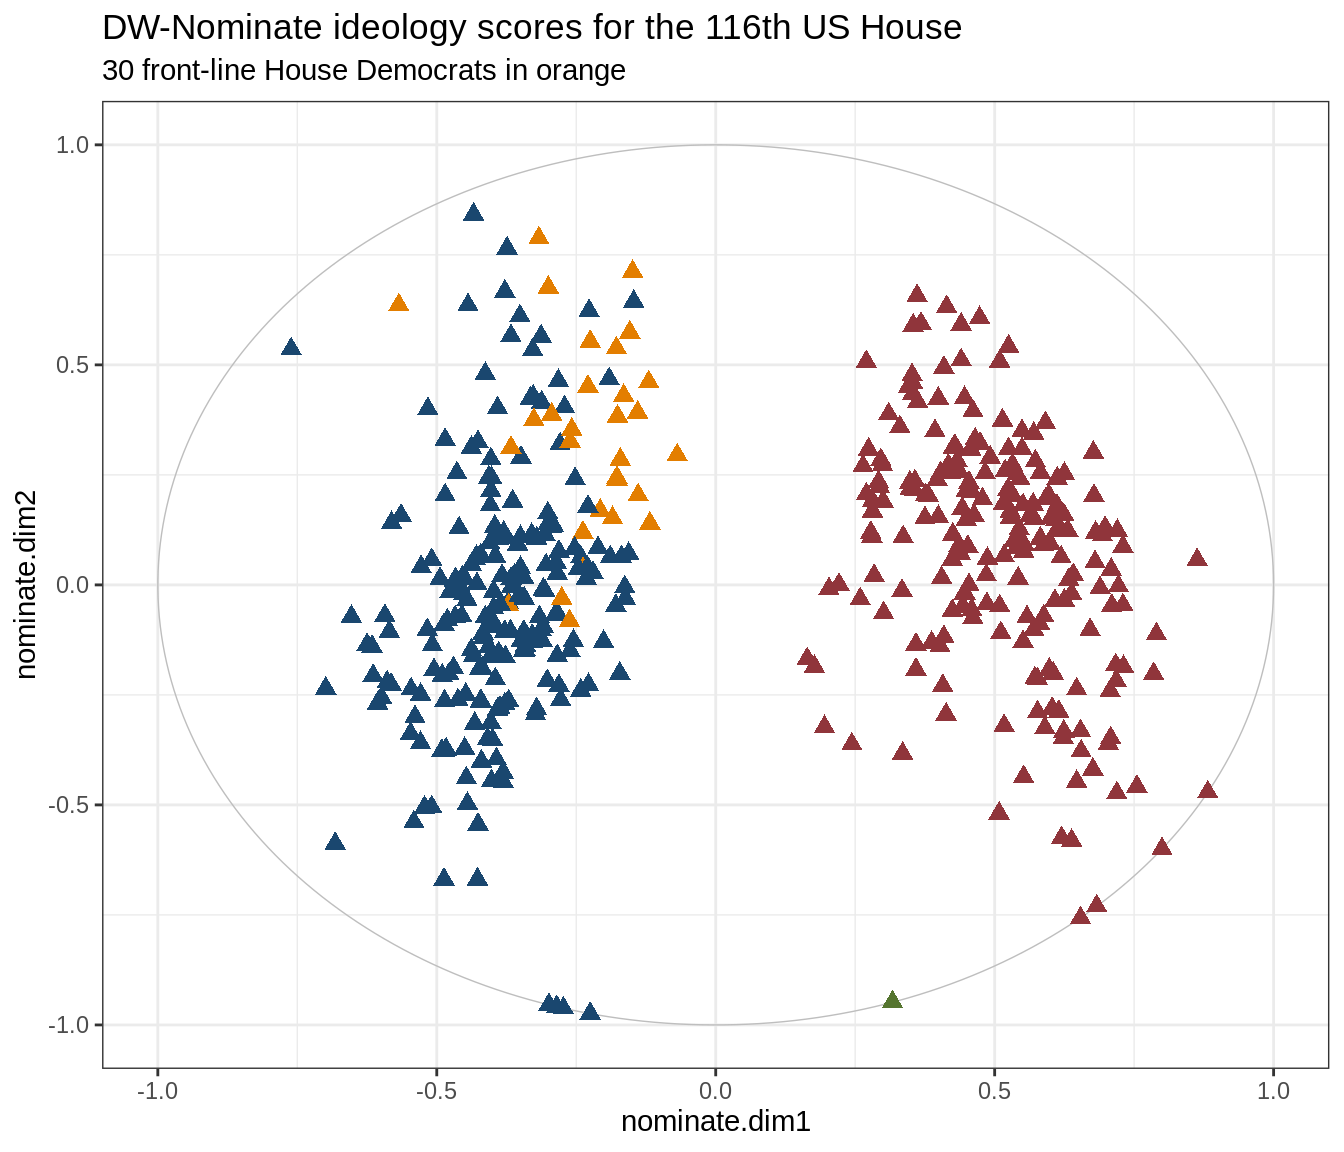 DW-Nominate ideology scores for the 116th US House
30 front-line House Democrats in orange
1.0
0.5
0.0
-0.5
-1.0
nominate.dim2
-1.0
-0.5
0.0
0.5
1.0
nominate.dim1